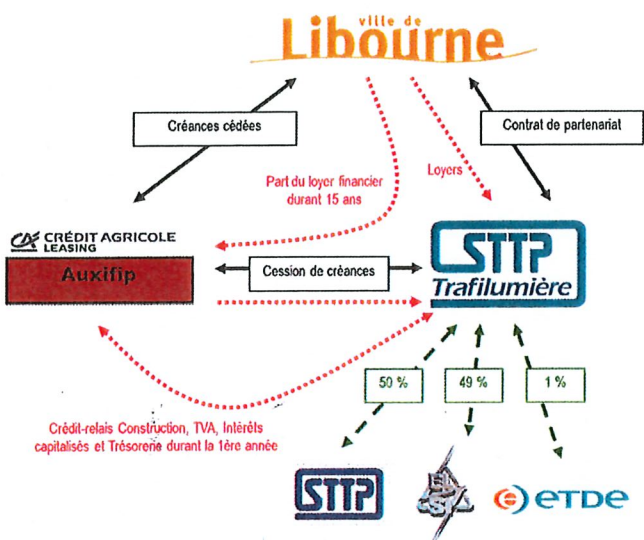 ville de
Libourne
Créances cédées
Contrat de partenariat
Part du loyer financier
durant 15 ans
Loyers
CRÉDIT AGRICOLE
LEASING
Auxifip
Cession de créances
STTP
Trafilumière
50 %
49 %
1 %
Crédit-relais Construction, TVA, Intérêts
capitalisés et Trésorerie durant la 1ère année
STTP
ETDE